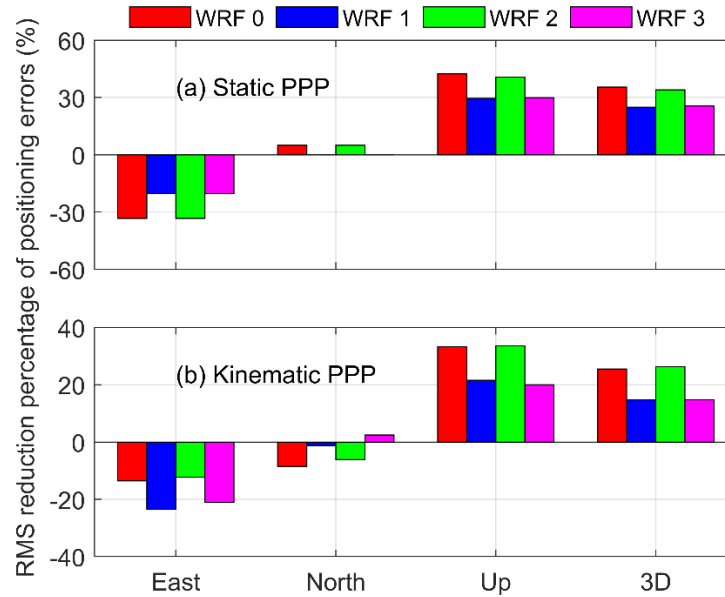 WRF 0 WRF 1 WRF 2 WRF 3
RMS reduction percentage of positioning errors (%)
60
(a) Static PPP
30
0
-30
-60
40
(b) Kinematic PPP
20
0
-20
-40
East North Up 3D